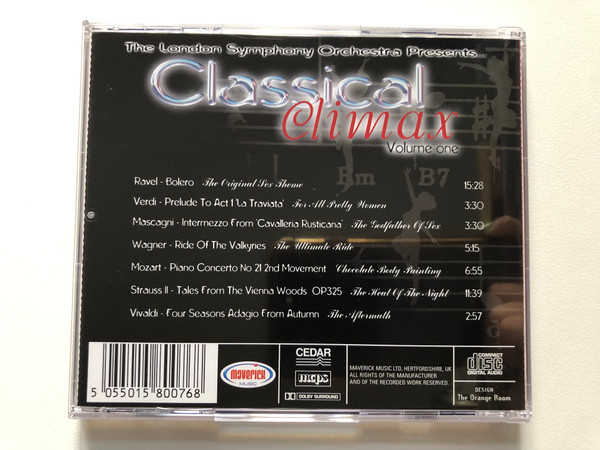 The London Symphony Orchestra Presents...
Classical
Climax
Volume one
Em B7
Ravel - Bolero The Original Sex Theme 15:28
Verdi - Prelude To Act 1 'La Traviata' For All Pretty Women 3:30
Mascagni - Intermezzo From 'Cavalleria Rusticana' The Godfather Of Sex 3:30
Wagner - Ride Of The Valkyries The Ultimate Ride 5:15
Mozart - Piano Concerto No 21 2nd Movement Chocolate Body Painting 6:55
Strauss II - Tales From The Vienna Woods OP325 The Heat Of The Night 11:39
Vivaldi - Four Seasons Adagio From Autumn The Aftermath 2:57
G
5 055015 800768
MAVERICK
MUSIC
CEDAR
mcps
DOLBY SURROUND
MAVERICK MUSIC LTD, HERTFORDSHIRE, UK
ALL RIGHTS OF THE MANUFACTURER
AND OF THE RECORDED WORK RESERVED.
COMPACT
disc
DIGITAL AUDIO
DESIGN
The Orange Room